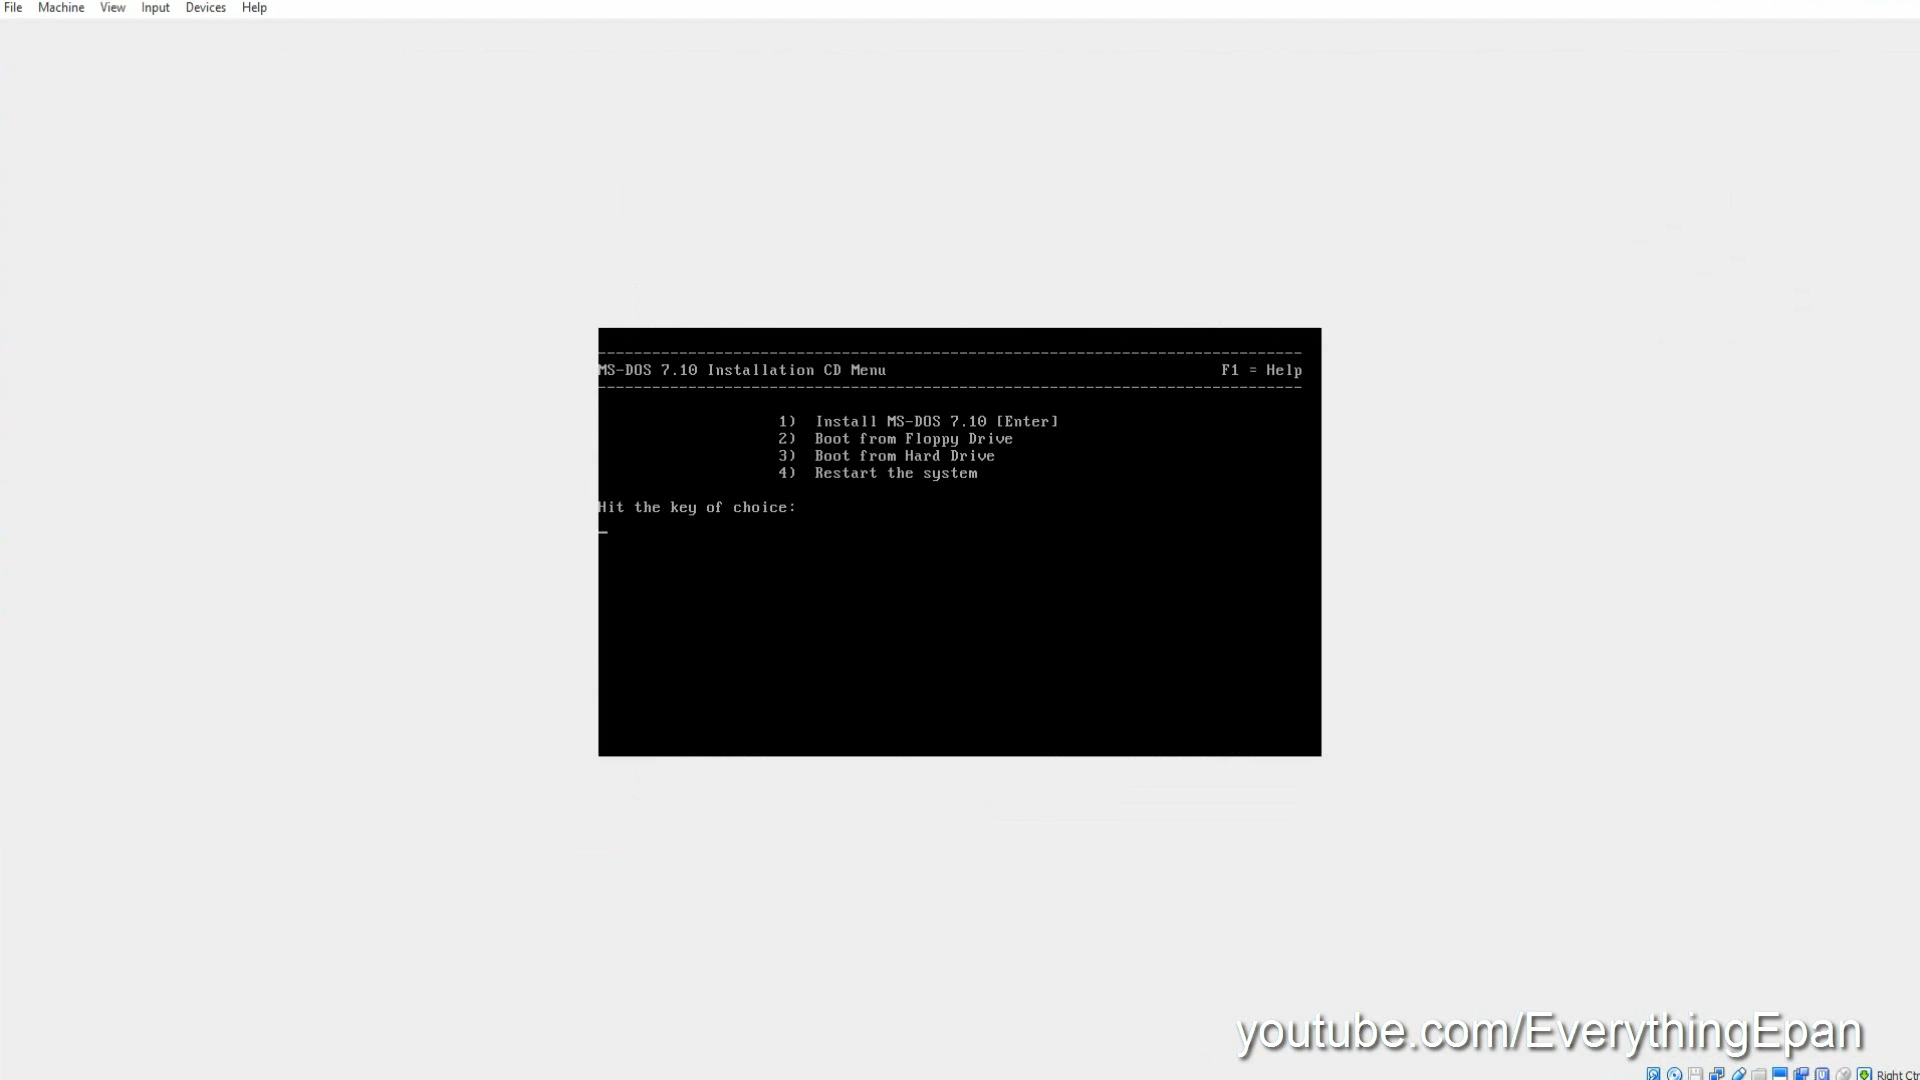 File Machine View Input Devices Help
MS-DOS 7.10 Installation CD Menu F1 = Help
1) Install MS-DOS 7.10 [Enter]
2) Boot from Floppy Drive
3) Boot from Hard Drive
4) Restart the system
Hit the key of choice:
youtube.com/EverythingEpan
Right Ctr